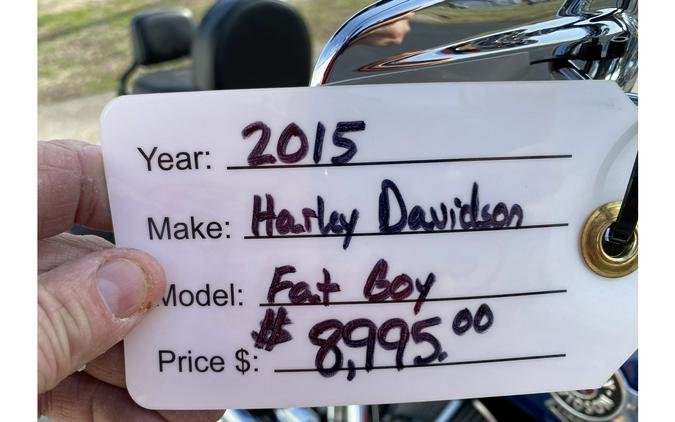 Year: 2015
Make: Harley Davidson
Model: Fat Boy
Price $: $8,995.00